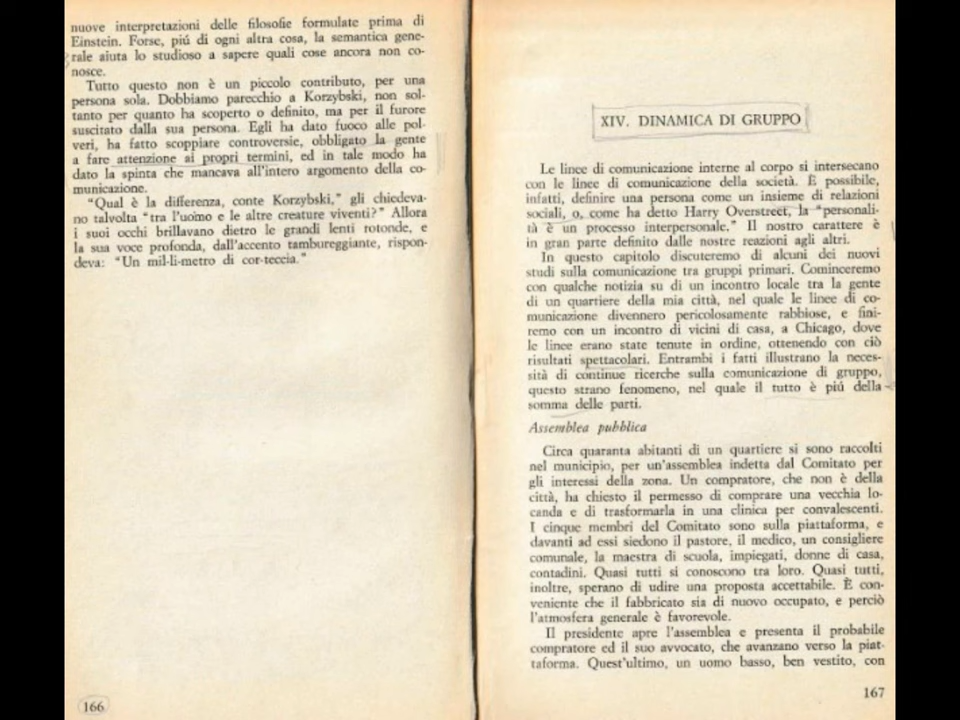 nuove interpretazioni delle filosofie formulate prima di
Einstein. Forse, piú di ogni altra cosa, la semantica gene-
rale aiuta lo studioso a sapere quali cose ancora non co-
nosce.
Tutto questo non è un piccolo contributo, per una
persona sola. Dobbiamo parecchio a Korzybski, non sol-
tanto per quanto ha scoperto o definito, ma per il furore
suscitato dalla sua persona. Egli ha dato fuoco alle pol-
veri, ha fatto scoppiare controversie, obbligato la gente
a fare attenzione ai propri termini, ed in tale modo ha
dato la spinta che mancava all'intero argomento della co-
municazione.
"Qual è la differenza, conte Korzybski," gli chiedeva-
no talvolta "tra l'uomo e le altre creature viventi?" Allora
i suoi occhi brillavano dietro le grandi lenti rotonde, e
la sua voce profonda, dall'accento tambureggiante, rispon-
deva: "Un mil-li-metro di cor-teccia."
166
XIV. DINAMICA DI GRUPPO
Le linee di comunicazione interne al corpo si intersecano
con le linee di comunicazione della società. È possibile,
infatti, definire una persona come un insieme di relazioni
sociali, o, come ha detto Harry Overstreet, la "personali-
tà è un processo interpersonale." Il nostro carattere è
in gran parte definito dalle nostre reazioni agli altri.
In questo capitolo discuteremo di alcuni dei nuovi
studi sulla comunicazione tra gruppi primari. Cominceremo
con qualche notizia su di un incontro locale tra la gente
di un quartiere della mia città, nel quale le linee di co-
municazione divennero pericolosamente rabbiose, e fini-
remo con un incontro di vicini di casa, a Chicago, dove
le linee erano state tenute in ordine, ottenendo con ciò
risultati spettacolari. Entrambi i fatti illustrano la neces-
sità di continue ricerche sulla comunicazione di gruppo,
questo strano fenomeno, nel quale il tutto è piú della
somma delle parti.
Assemblea pubblica
Circa quaranta abitanti di un quartiere si sono raccolti
nel municipio, per un'assemblea indetta dal Comitato per
gli interessi della zona. Un compratore, che non è della
città, ha chiesto il permesso di comprare una vecchia lo-
canda e di trasformarla in una clinica per convalescenti.
I cinque membri del Comitato sono sulla piattaforma, e
davanti ad essi siedono il pastore, il medico, un consigliere
comunale, la maestra di scuola, impiegati, donne di casa,
contadini. Quasi tutti si conoscono tra loro. Quasi tutti,
inoltre, sperano di udire una proposta accettabile. È con-
veniente che il fabbricato sia di nuovo occupato, e perciò
l'atmosfera generale è favorevole.
Il presidente apre l'assemblea e presenta il probabile
compratore ed il suo avvocato, che avanzano verso la piat-
taforma. Quest'ultimo, un uomo basso, ben vestito, con
167